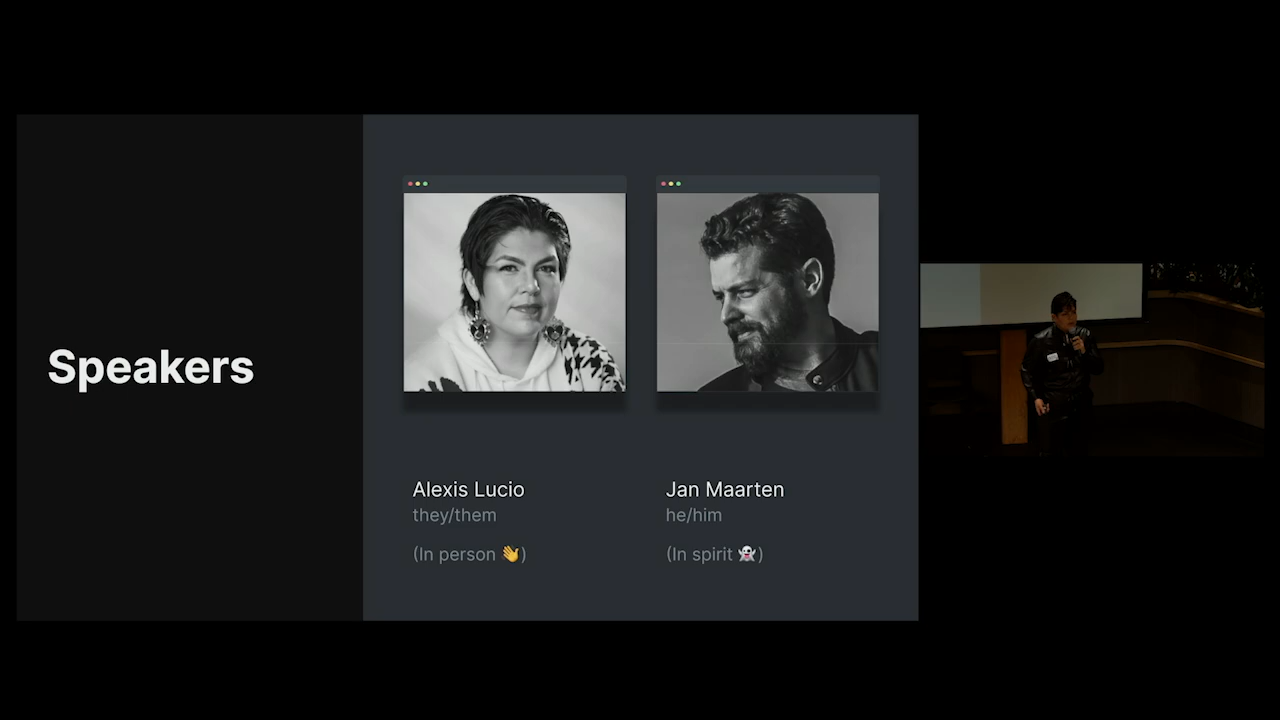 Speakers
Alexis Lucio
they/them
(In person 👋)
Jan Maarten
he/him
(In spirit 👻)